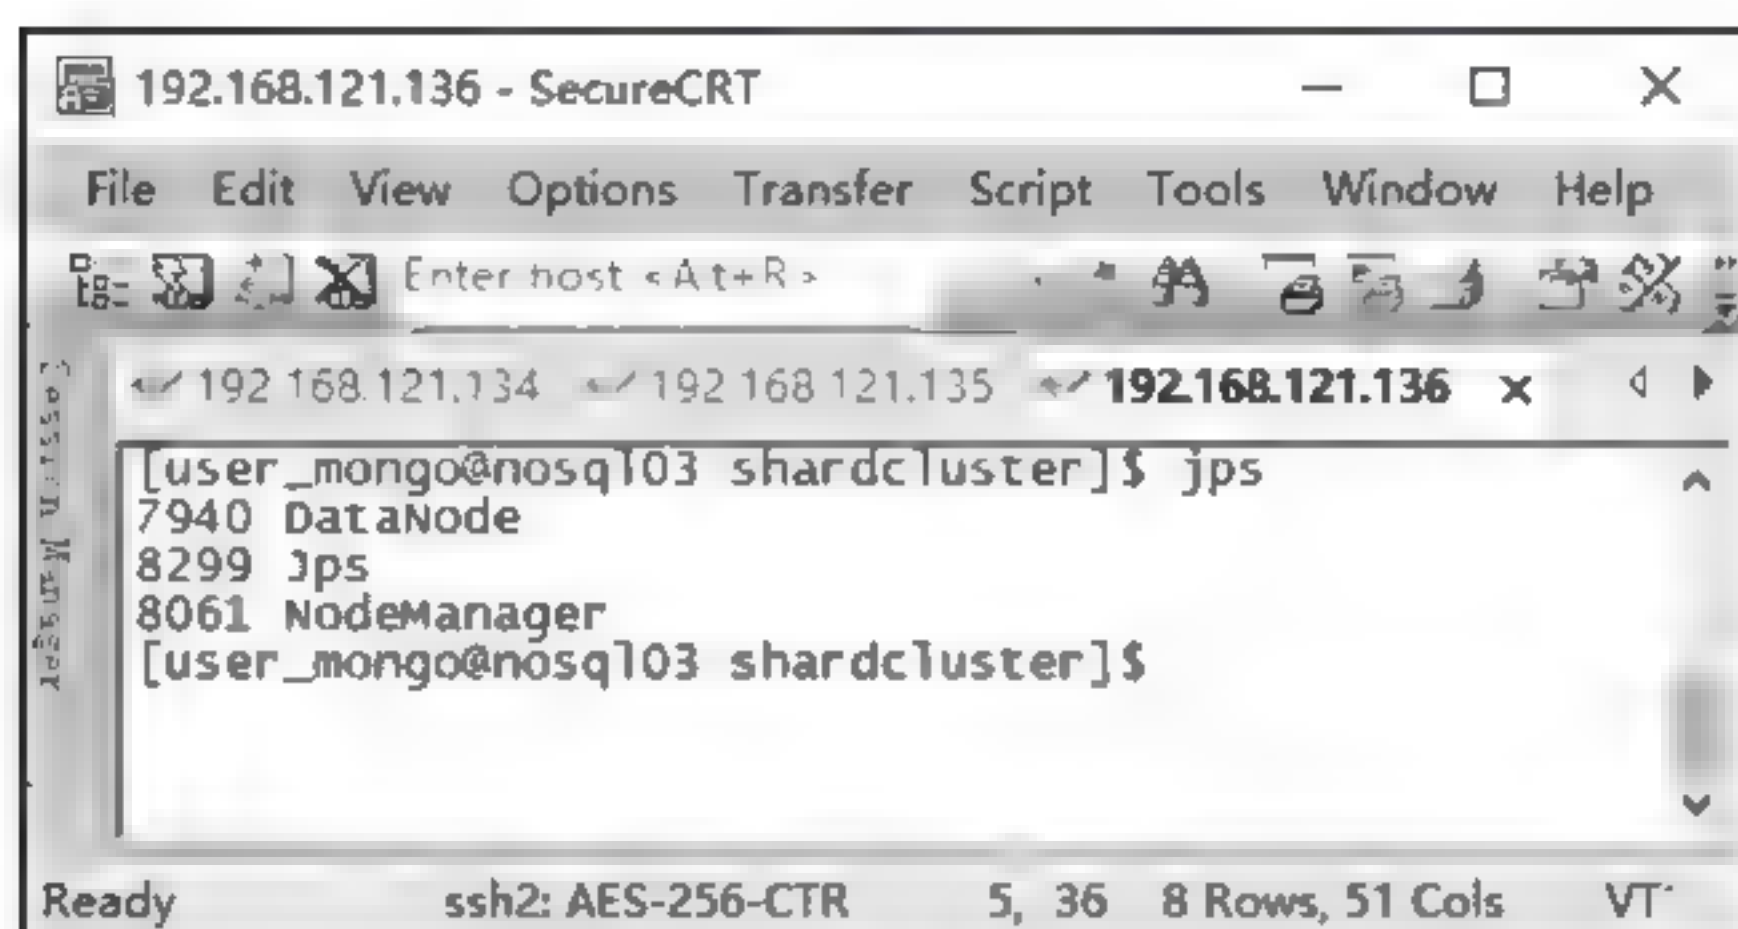 192.168.121.136 - SecureCRT
File Edit View Options Transfer Script Tools Window Help
Enter host <Alt+R>
192.168.121.134 192.168.121.135 192.168.121.136
Session Manager
[user_mongo@nosql03 shardcluster]$ jps
7940 DataNode
8299 Jps
8061 NodeManager
[user_mongo@nosql03 shardcluster]$
Ready ssh2: AES-256-CTR 5, 36 8 Rows, 51 Cols